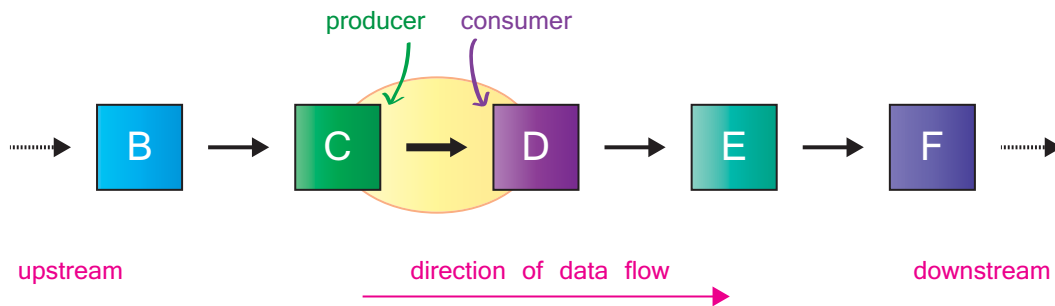 producer consumer
B C D E F
upstream direction of data flow downstream